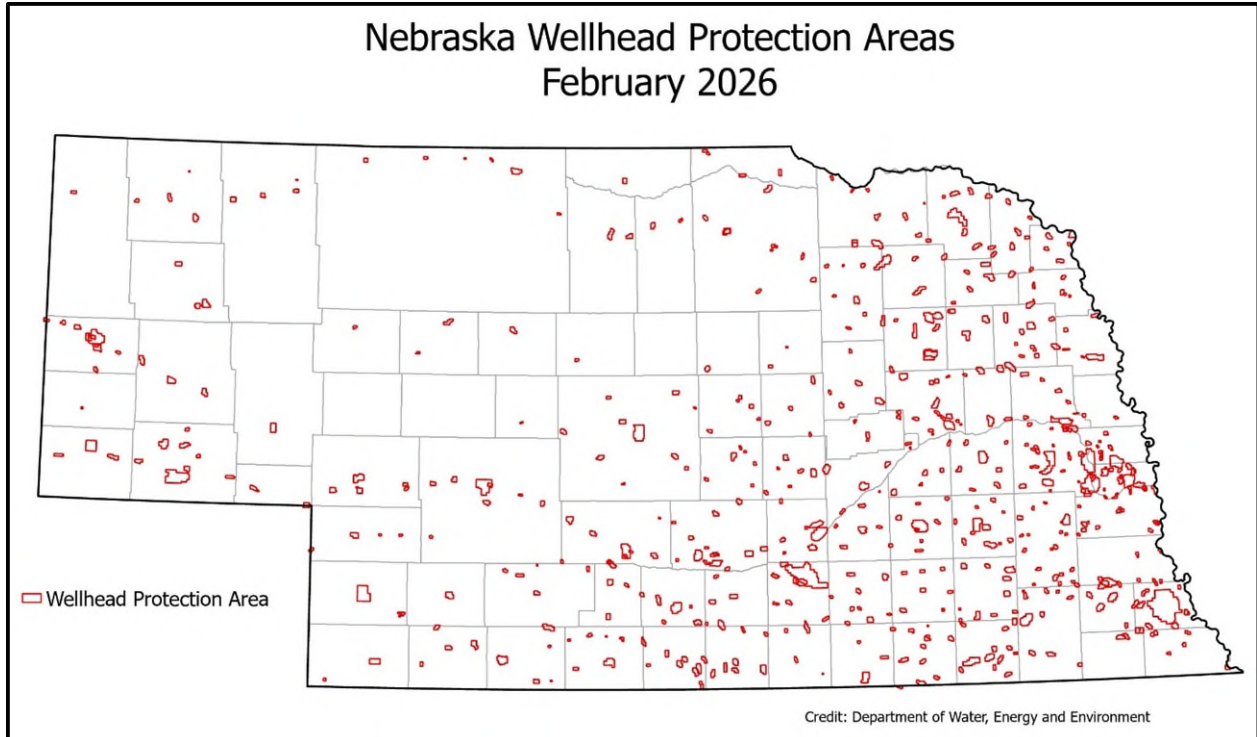 Nebraska Wellhead Protection Areas
February 2026
Wellhead Protection Area
Credit: Department of Water, Energy and Environment